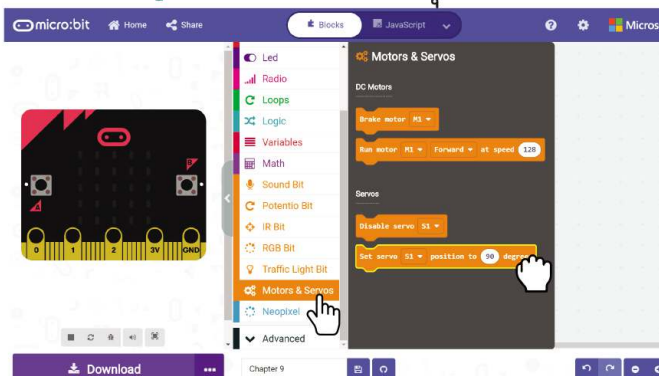 micro:bit Home Share Blocks JavaScript Micros
Led
Radio
Loops
Logic
Variables
Math
Sound Bit
Potentio Bit
IR Bit
RGB Bit
Traffic Light Bit
Motors & Servos
Neopixel
Advanced
Motors & Servos
DC Motors
Brake motor M1
Run motor M1 Forward at speed 128
Servos
Disable servo S1
Set servo S1 position to 90 degree
B
A
0 1 2 3V GND
Download
Chapter 9